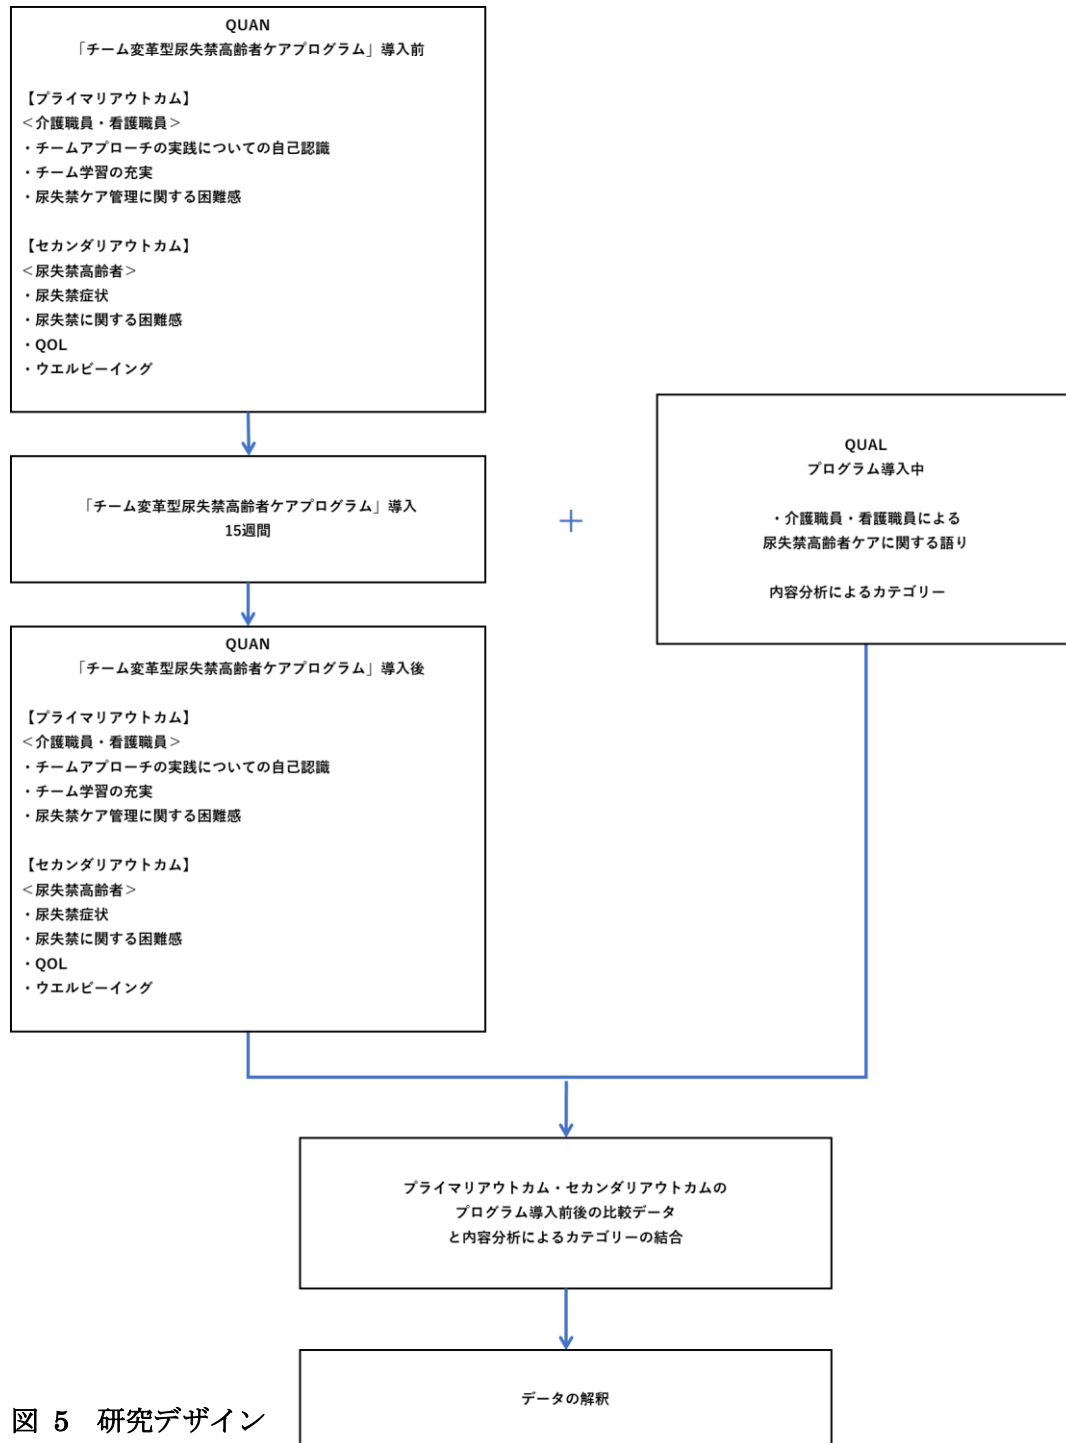 QUAN
「チーム変革型尿失禁高齢者ケアプログラム」導入前
【プライマリアウトカム】
＜介護職員・看護職員＞
・チームアプローチの実践についての自己認識
・チーム学習の充実
・尿失禁ケア管理に関する困難感
【セカンダリアウトカム】
＜尿失禁高齢者＞
・尿失禁症状
・尿失禁に関する困難感
・QOL
・ウエルビーイング
「チーム変革型尿失禁高齢者ケアプログラム」導入
15週間
+
QUAL
プログラム導入中
・介護職員・看護職員による
尿失禁高齢者ケアに関する語り
内容分析によるカテゴリー
QUAN
「チーム変革型尿失禁高齢者ケアプログラム」導入後
【プライマリアウトカム】
＜介護職員・看護職員＞
・チームアプローチの実践についての自己認識
・チーム学習の充実
・尿失禁ケア管理に関する困難感
【セカンダリアウトカム】
＜尿失禁高齢者＞
・尿失禁症状
・尿失禁に関する困難感
・QOL
・ウエルビーイング
プライマリアウトカム・セカンダリアウトカムの
プログラム導入前後の比較データ
と内容分析によるカテゴリーの結合
データの解釈
図 5　研究デザイン